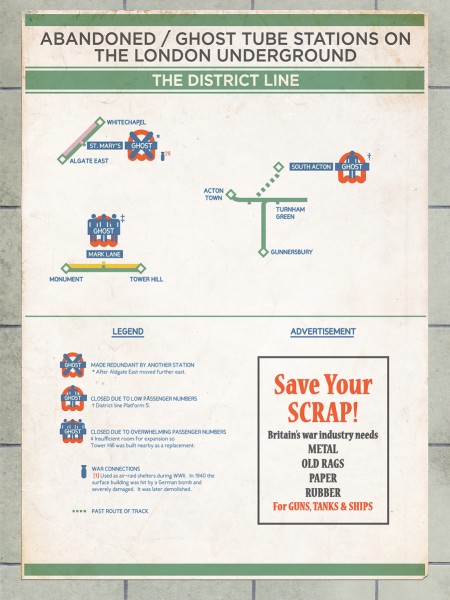 ABANDONED / GHOST TUBE STATIONS ON
THE LONDON UNDERGROUND
THE DISTRICT LINE
WHITECHAPEL
ST. MARY'S
GHOST
*
[1]
ALGATE EAST
SOUTH ACTON
GHOST
†
ACTON
TOWN
TURNHAM
GREEN
GUNNERSBURY
GHOST
‡
MARK LANE
MONUMENT
TOWER HILL
LEGEND
GHOST
MADE REDUNDANT BY ANOTHER STATION
* After Aldgate East moved further east.
GHOST
CLOSED DUE TO LOW PASSENGER NUMBERS
† District line Platform 5.
GHOST
CLOSED DUE TO OVERWHELMING PASSENGER NUMBERS
‡ Insufficient room for expansion so
Tower Hill was built nearby as a replacement.
WAR CONNECTIONS
[1] Used as air-raid shelters during WWII. In 1940 the
surface building was hit by a German bomb and
severely damaged. It was later demolished.
PAST ROUTE OF TRACK
ADVERTISEMENT
Save Your
SCRAP!
Britain's war industry needs
METAL
OLD RAGS
PAPER
RUBBER
For GUNS, TANKS & SHIPS